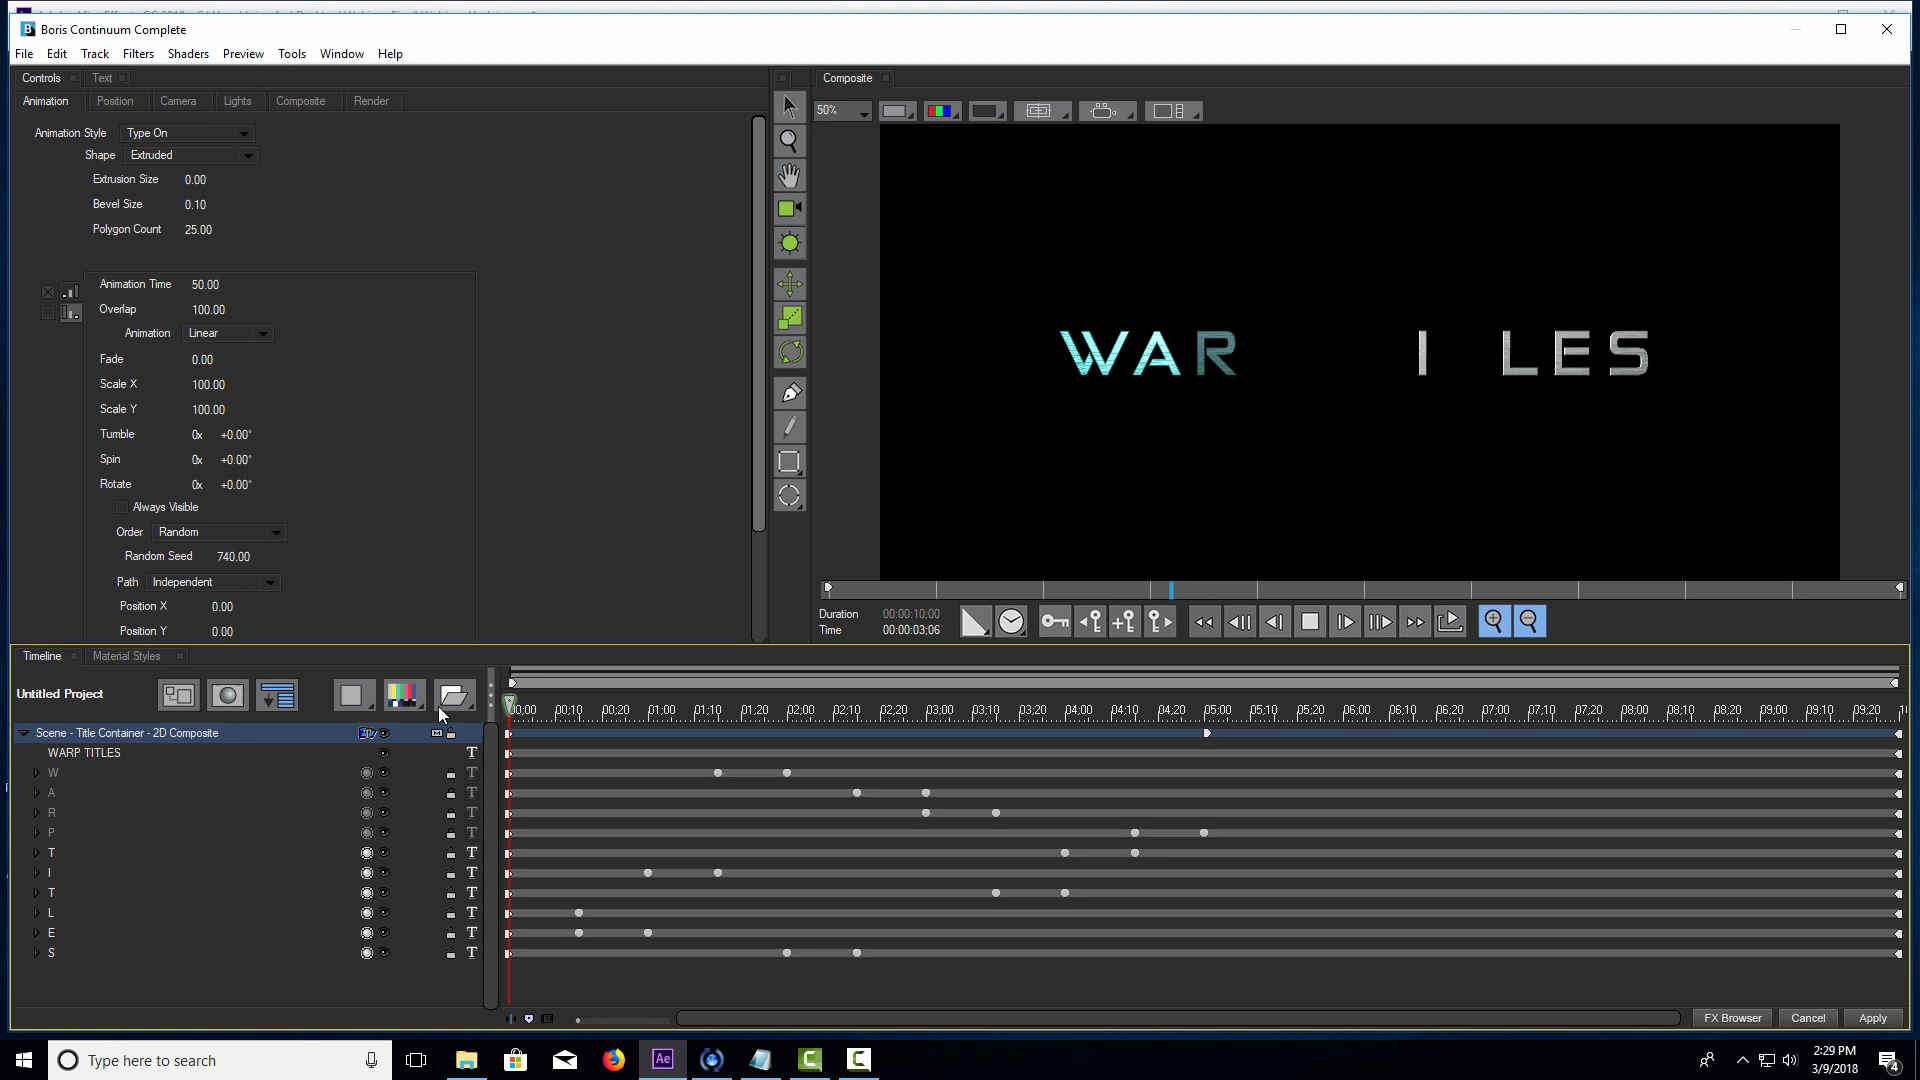 Boris Continuum Complete
File Edit Track Filters Shaders Preview Tools Window Help
Controls Text
Composite
Animation Position Camera Lights Composite Render
50%
Animation Style Type On
Shape Extruded
Extrusion Size 0.00
Bevel Size 0.10
Polygon Count 25.00
Animation Time 50.00
Overlap 100.00
Animation Linear
Fade 0.00
Scale X 100.00
Scale Y 100.00
Tumble 0x +0.00°
Spin 0x +0.00°
Rotate 0x +0.00°
Always Visible
Order Random
Random Seed 740.00
Path Independent
Position X 0.00
Position Y 0.00
WAR I LES
Duration 00:00:10;00
Time 00:00:03;06
Timeline Material Styles
Untitled Project
00;00 00;10 00;20 01;00 01;10 01;20 02;00 02;10 02;20 03;00 03;10 03;20 04;00 04;10 04;20 05;00 05;10 05;20 06;00 06;10 06;20 07;00 07;10 07;20 08;00 08;10 08;20 09;00 09;10 09;20
Scene - Title Container - 2D Composite
WARP TITLES T
W T
A T
R T
P T
T T
I T
T T
L T
E T
S T
FX Browser Cancel Apply
Type here to search
Ae
2:29 PM
3/9/2018
4